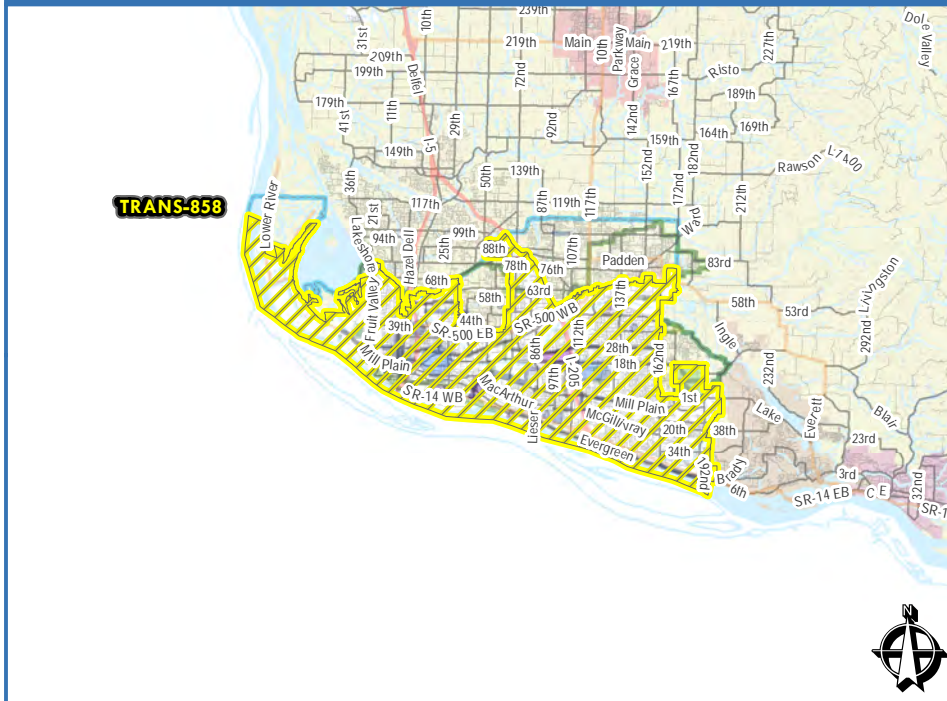 239th
10th
31st
Dole Valley
227th
Main
10th
Parkway
Main
219th
219th
209th
72nd
Grace
Delfel
199th
Risto
167th
189th
179th
11th
41st
29th
92nd
142nd
159th
164th
169th
I-5
149th
152nd
182nd
Rawson
50th
139th
36th
172nd
212th
Lower River
117th
87th
119th
117th
TRANS-858
21st
Ward
99th
94th
Lakeshore
Hazel Dell
25th
88th
107th
78th
76th
Padden
83rd
68th
63rd
58th
137th
58th
53rd
Livingston
Fruit Valley
39th
44th
SR-500 EB
SR-500 WB
112th
Ingle
292nd
86th
28th
18th
162nd
Mill Plain
I-205
97th
232nd
MacArthur
1st
SR-14 WB
Mill Plain
Lake
Everett
Blair
Lieser
McGillivray
20th
38th
Evergreen
34th
23rd
192nd
Brady
6th
3rd
32nd
SR-14 EB
C
E
SR-1
N